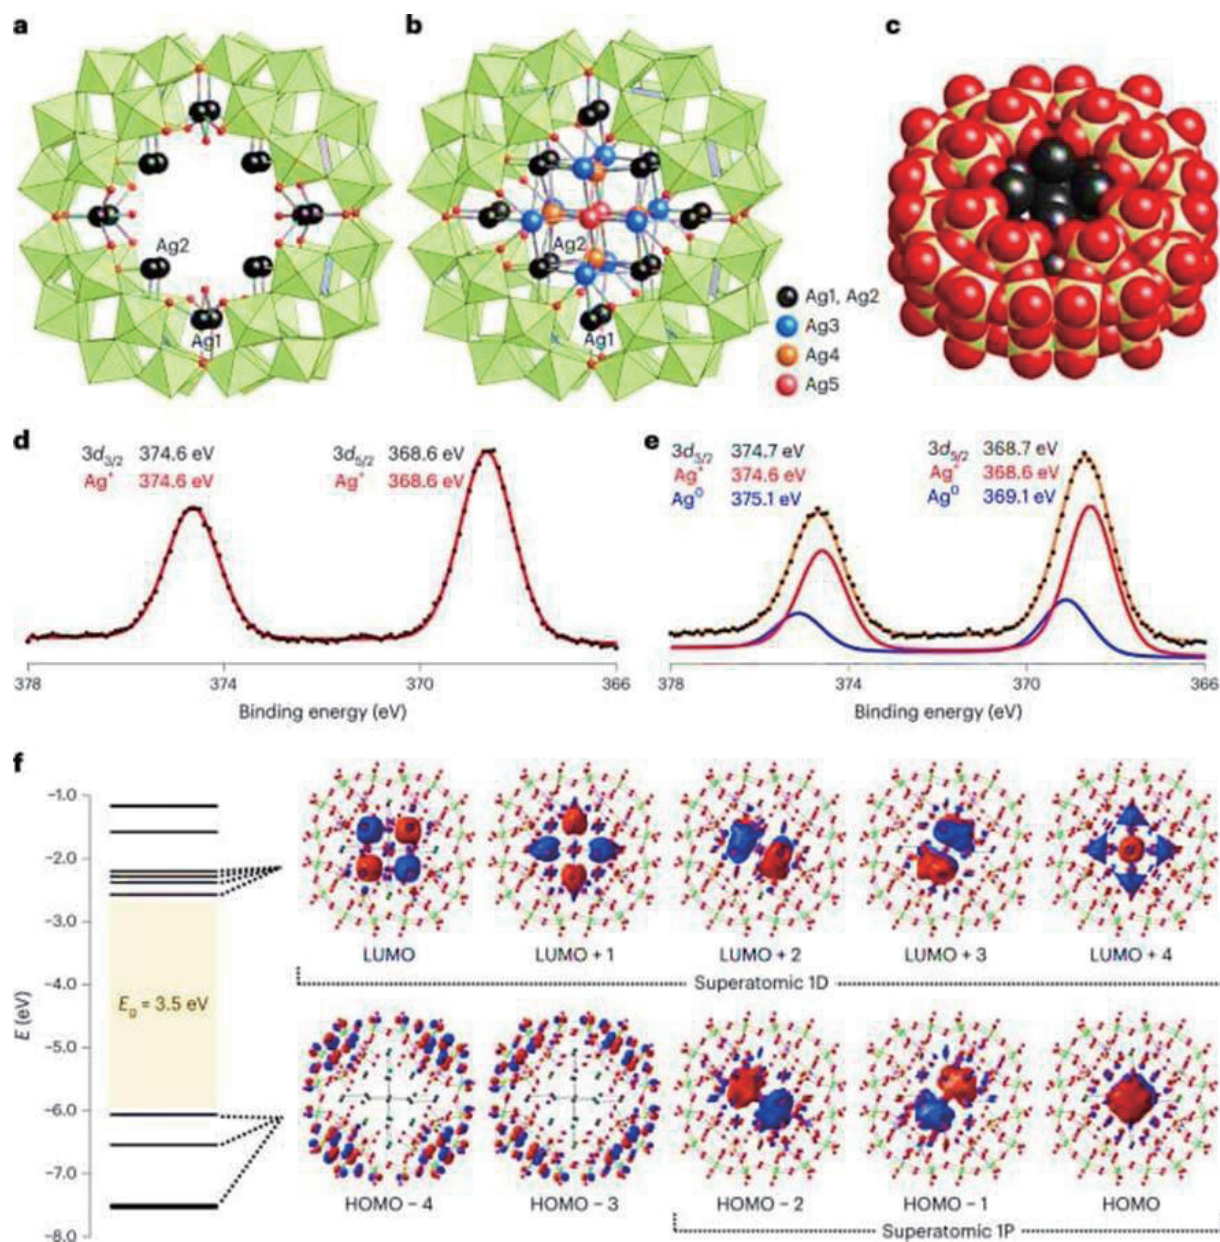 a
b
c
Ag2
Ag1
Ag2
Ag1
Ag1, Ag2
Ag3
Ag4
Ag5
d
3d3/2 374.6 eV
Ag+ 374.6 eV
3d5/2 368.6 eV
Ag+ 368.6 eV
378
374
370
366
Binding energy (eV)
e
3d3/2 374.7 eV
Ag+ 374.6 eV
Ag0 375.1 eV
3d5/2 368.7 eV
Ag+ 368.6 eV
Ag0 369.1 eV
378
374
370
366
Binding energy (eV)
f
E (eV)
−1.0
−2.0
−3.0
−4.0
−5.0
−6.0
−7.0
−8.0
Eg = 3.5 eV
LUMO
LUMO + 1
LUMO + 2
LUMO + 3
LUMO + 4
Superatomic 1D
HOMO − 4
HOMO − 3
HOMO − 2
HOMO − 1
HOMO
Superatomic 1P